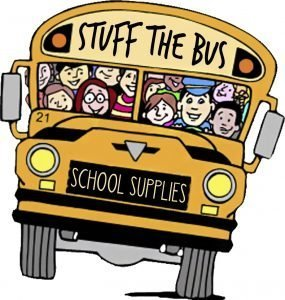 STUFF THE BUS
21
SCHOOL SUPPLIES